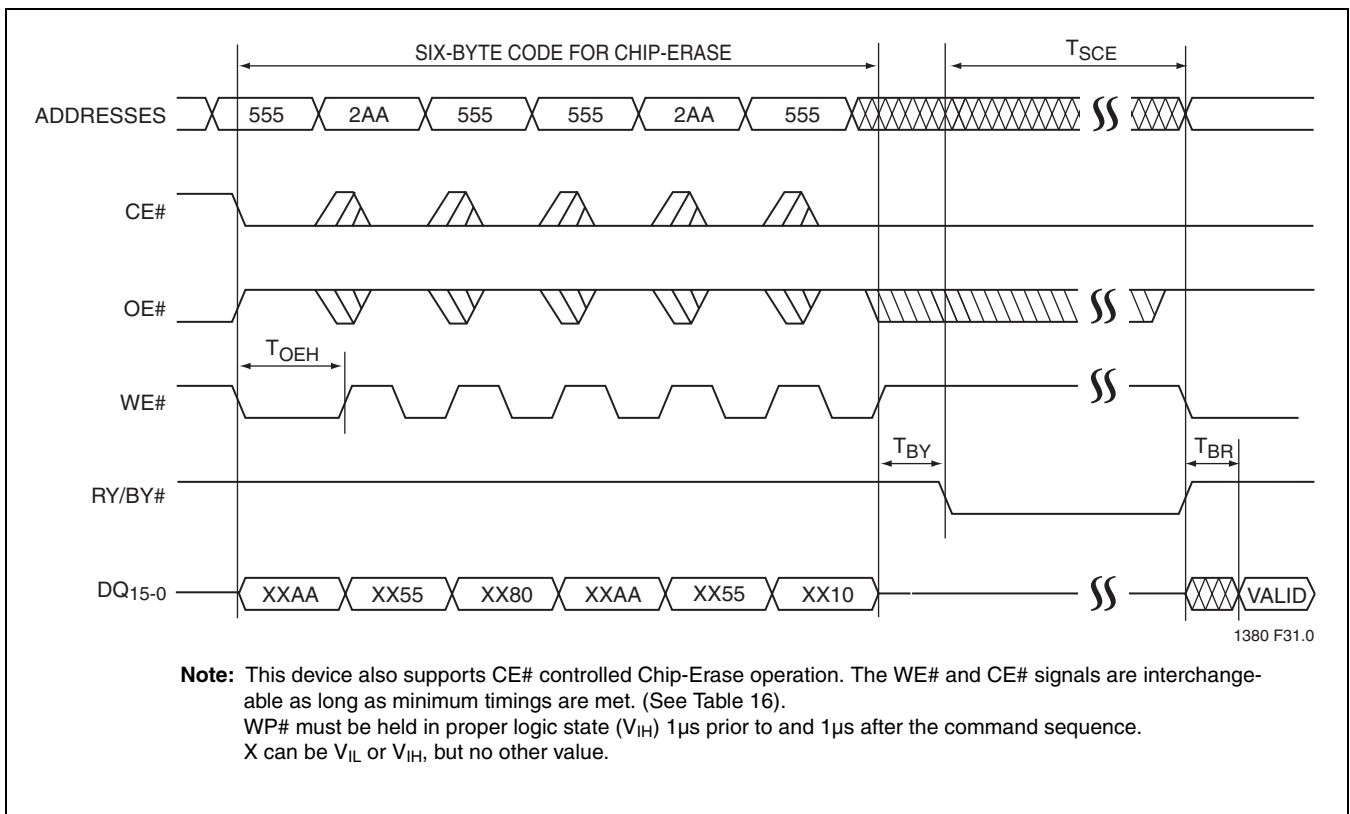 SIX-BYTE CODE FOR CHIP-ERASE
TSCE
ADDRESSES
555 2AA 555 555 2AA 555
CE#
OE#
TOEH
WE#
TBY
TBR
RY/BY#
DQ15-0
XXAA XX55 XX80 XXAA XX55 XX10
VALID
1380 F31.0
Note: This device also supports CE# controlled Chip-Erase operation. The WE# and CE# signals are interchange-
able as long as minimum timings are met. (See Table 16).
WP# must be held in proper logic state (VIH) 1µs prior to and 1µs after the command sequence.
X can be VIL or VIH, but no other value.